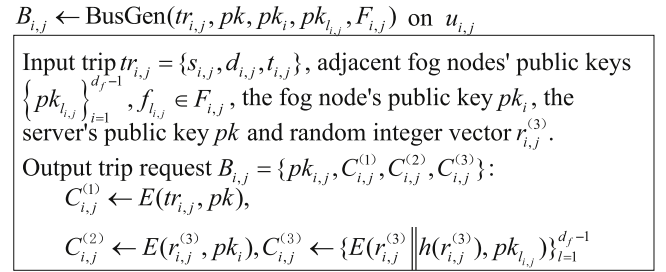 B_{i,j} ← BusGen(tr_{i,j}, pk, pk_i, pk_{l_{i,j}}, F_{i,j}) on u_{i,j}
Input trip tr_{i,j} = {s_{i,j}, d_{i,j}, t_{i,j}}, adjacent fog nodes' public keys
{pk_{l_{i,j}}}_{i=1}^{d_f-1}, f_{l_{i,j}} ∈ F_{i,j}, the fog node's public key pk_i, the
server's public key pk and random integer vector r_{i,j}^{(3)}.
Output trip request B_{i,j} = {pk_{i,j}, C_{i,j}^{(1)}, C_{i,j}^{(2)}, C_{i,j}^{(3)}}:
C_{i,j}^{(1)} ← E(tr_{i,j}, pk),
C_{i,j}^{(2)} ← E(r_{i,j}^{(3)}, pk_i), C_{i,j}^{(3)} ← {E(r_{i,j}^{(3)} || h(r_{i,j}^{(3)}), pk_{l_{i,j}})}_{l=1}^{d_f-1}